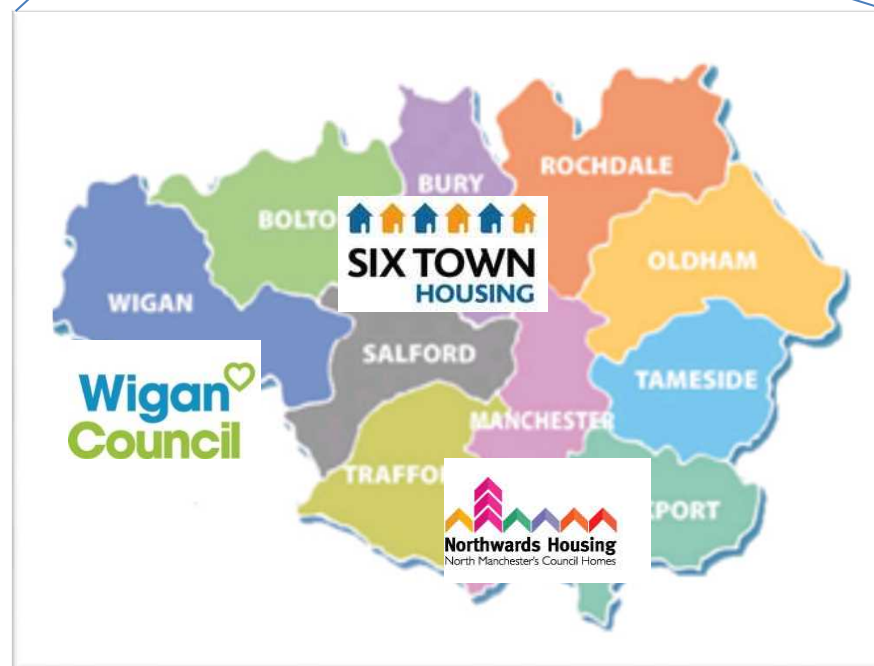 ROCHDALE
BURY
BOLTO
SIX TOWN
HOUSING
OLDHAM
WIGAN
SALFORD
TAMESIDE
Wigan
Council
MANCHESTER
TRAFFO
KPORT
Northwards Housing
North Manchester's Council Homes